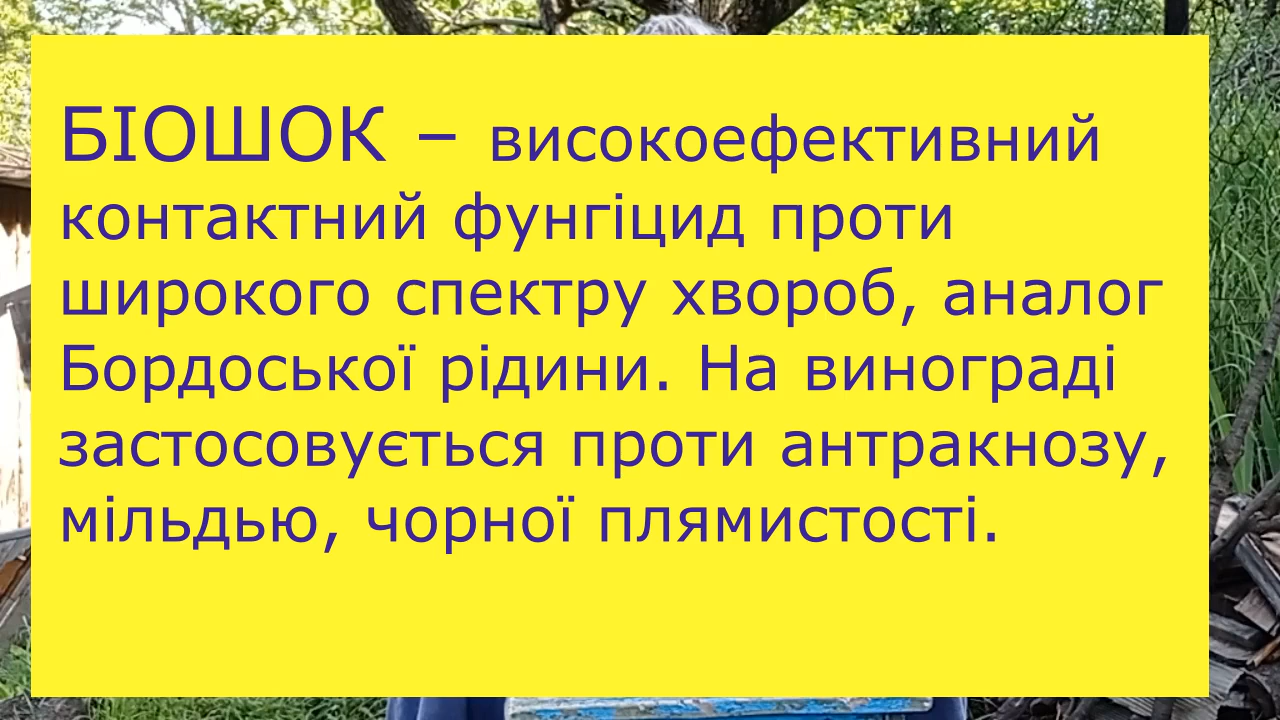 БІОШОК – високоефективний
контактний фунгіцид проти
широкого спектру хвороб, аналог
Бордоської рідини. На винограді
застосовується проти антракнозу,
мільдью, чорної плямистості.